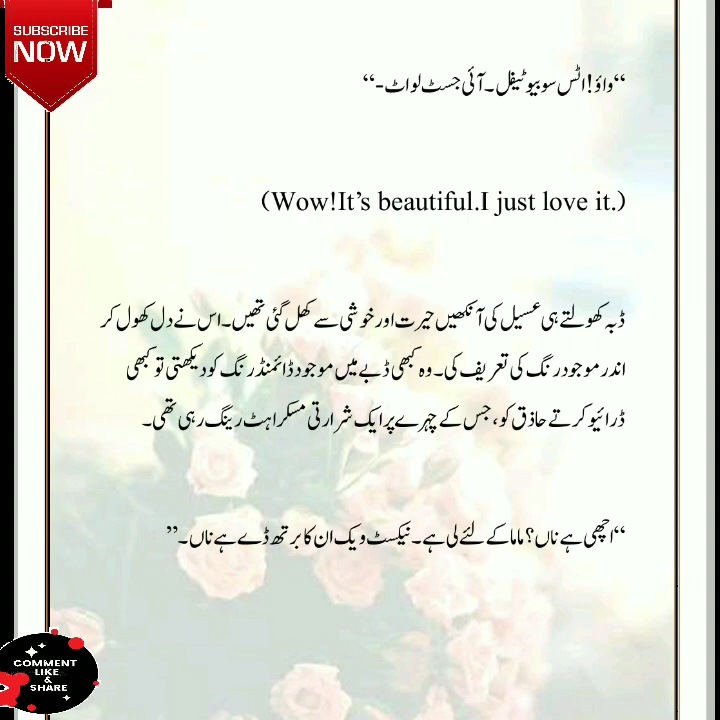 SUBSCRIBE
NOW
“واؤ!اٹس سو بیوٹیفل۔آئی جسٹ لو اٹ-“
(Wow!It’s beautiful.I just love it.)
ڈبہ کھولتے ہی عسیل کی آنکھیں حیرت اور خوشی سے کھل گئی تھیں۔اس نے دل کھول کر
اندر موجود رنگ کی تعریف کی۔وہ کبھی ڈبے میں موجود ڈائمنڈ رنگ کو دیکھتی تو کبھی
ڈرائیو کرتے حاذق کو،جس کے چہرے پر ایک شرارتی مسکراہٹ رینگ رہی تھی۔
“اچھی ہے ناں؟ماما کے لئے لی ہے۔نیکسٹ ویک ان کا برتھ ڈے ہے ناں۔”
COMMENT
LIKE
&
SHARE